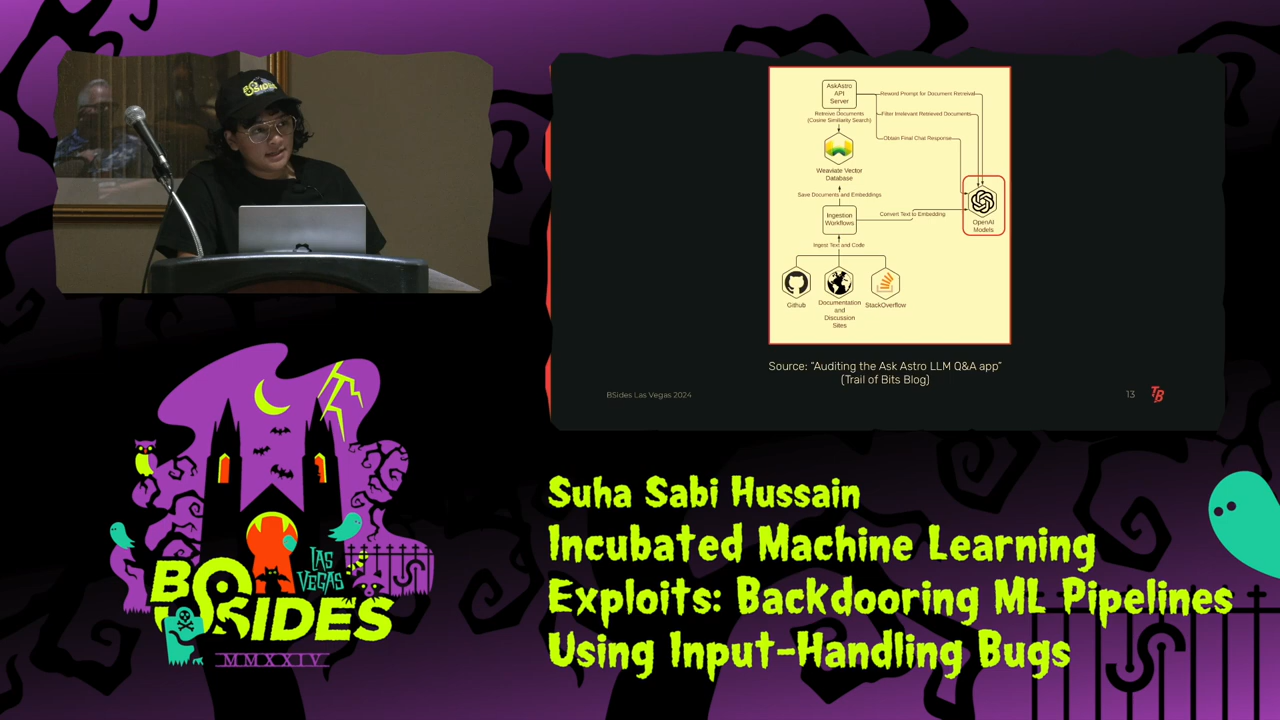 BSIDES
AskAstro
API
Server
Reword Prompt for Document Retreival
Filter Irrelevant Retrieved Documents
Obtain Final Chat Response
Retrieve Documents
(Cosine Similarity Search)
Weaviate Vector
Database
Save Documents and Embeddings
Ingestion
Workflows
Convert Text to Embedding
OpenAI
Models
Ingest Text and Code
Github
Documentation
and
Discussion
Sites
StackOverflow
Source: “Auditing the Ask Astro LLM Q&A app”
(Trail of Bits Blog)
BSides Las Vegas 2024
13
TB
LAS
VEGAS
BSIDES
MMXXIV
Suha Sabi Hussain
Incubated Machine Learning
Exploits: Backdooring ML Pipelines
Using Input-Handling Bugs